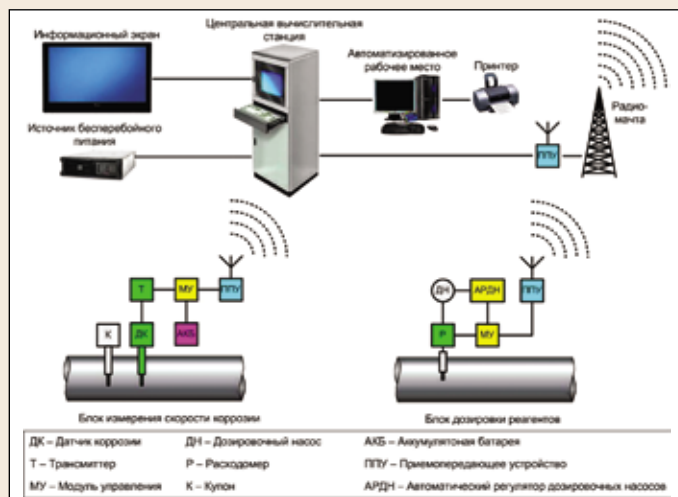 Информационный экран
Центральная вычислительная
станция
Автоматизированное
рабочее место
Принтер
Радио-
мачта
Источник бесперебойного
питания
ППУ
Т
МУ
ППУ
К
ДК
АКБ
ДН
АРДН
ППУ
Р
МУ
Блок измерения скорости коррозии
Блок дозировки реагентов
ДК – Датчик коррозии
ДН – Дозировочный насос
АКБ – Аккумулятоная батарея
Т – Трансмиттер
Р – Расходомер
ППУ – Приемопередающее устройство
МУ – Модуль управления
К – Купон
АРДН – Автоматический регулятор дозировочных насосов